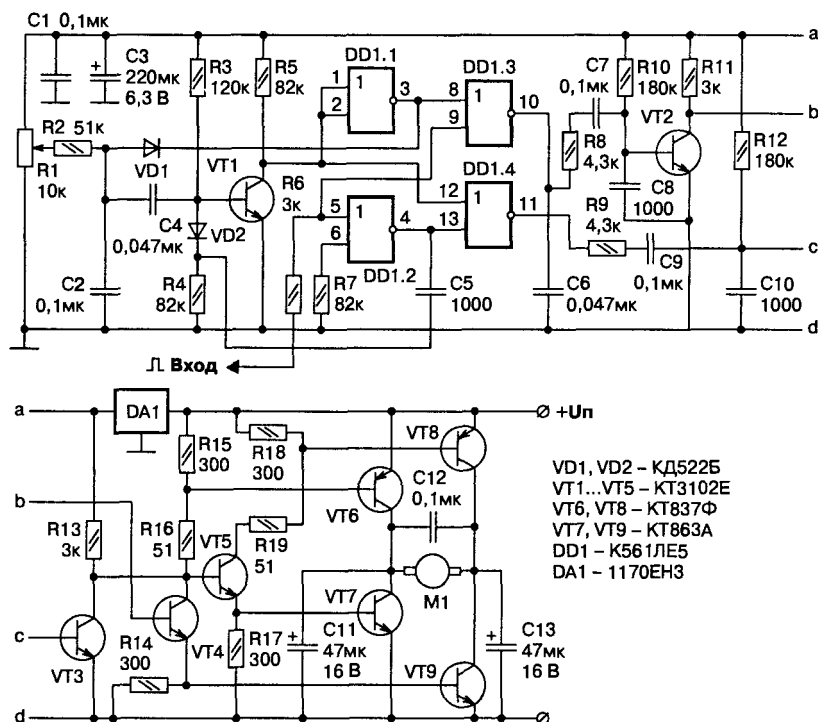 C1 0,1мк
C3
220мк
6,3 В
R3
120к
R5
82к
DD1.1
1
2
1
3
DD1.3
8
9
1
10
C7
0,1мк
R10
180к
R11
3к
a
b
R2 51к
R1
10к
VD1
VT1
R6
3к
R8
4,3к
VT2
R12
180к
DD1.4
12
13
1
11
C8
1000
R9
4,3к
C4
0,047мк
VD2
5
6
1
4
DD1.2
C9
0,1мк
c
C2
0,1мк
R4
82к
R7
82к
C5
1000
C6
0,047мк
C10
1000
d
Вход
a
DA1
+Uп
R15
300
R18
300
VT8
VT6
C12
0,1мк
b
R13
3к
R16
51
VT5
R19
51
M1
VT7
c
VT3
R14
300
VT4
R17
300
C11
47мк
16 В
VT9
C13
47мк
16 В
d
VD1, VD2 – КД522Б
VT1...VT5 – КТ3102Е
VT6, VT8 – КТ837Ф
VT7, VT9 – КТ863А
DD1 – К561ЛЕ5
DA1 – 1170ЕН3